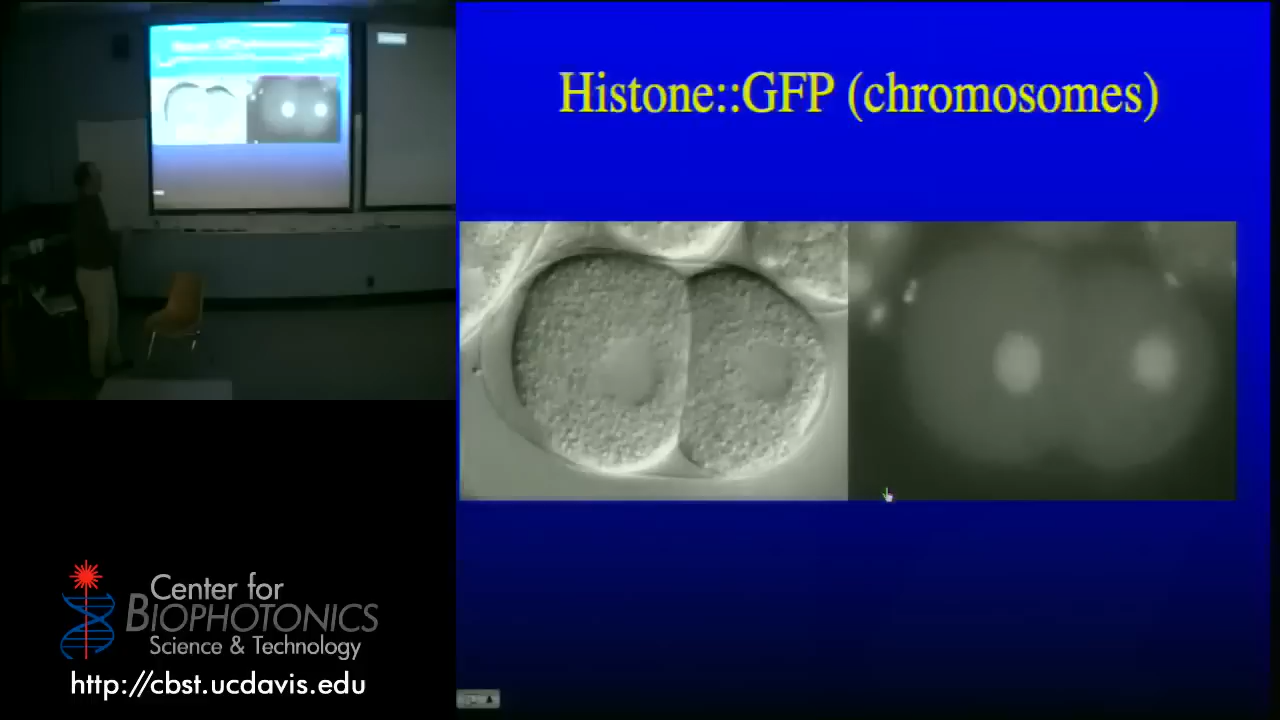 Histone::GFP (chromosomes)
Center for
BIOPHOTONICS
Science & Technology
http://cbst.ucdavis.edu